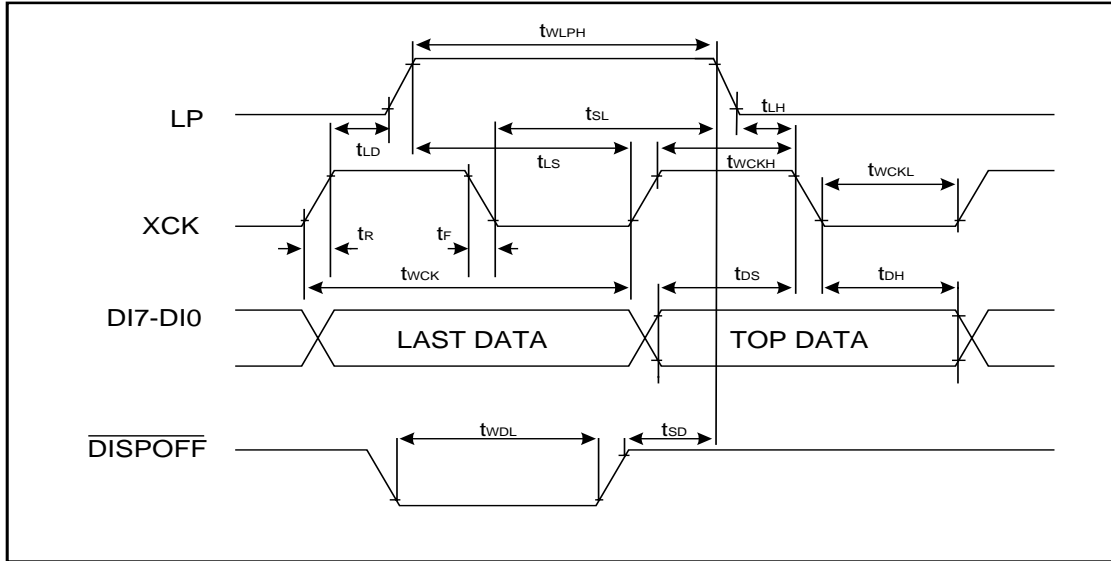 tWLPH
LP
tLH
tSL
tLD
tLS
tWCKH
tWCKL
XCK
tR
tF
tWCK
tDS
tDH
DI7-DI0
LAST DATA
TOP DATA
tWDL
tSD
DISPOFF